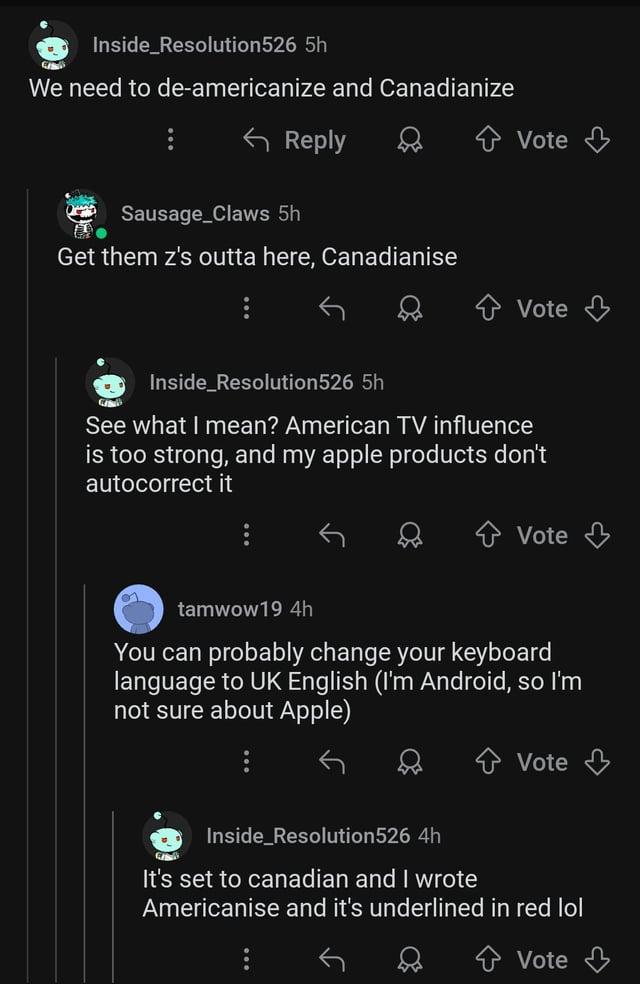 Inside_Resolution526 5h
We need to de-americanize and Canadianize
Reply
Vote
Sausage_Claws 5h
Get them z's outta here, Canadianise
Vote
Inside_Resolution526 5h
See what I mean? American TV influence
is too strong, and my apple products don't
autocorrect it
Vote
tamwow19 4h
You can probably change your keyboard
language to UK English (I'm Android, so I'm
not sure about Apple)
Vote
Inside_Resolution526 4h
It's set to canadian and I wrote
Americanise and it's underlined in red lol
Vote